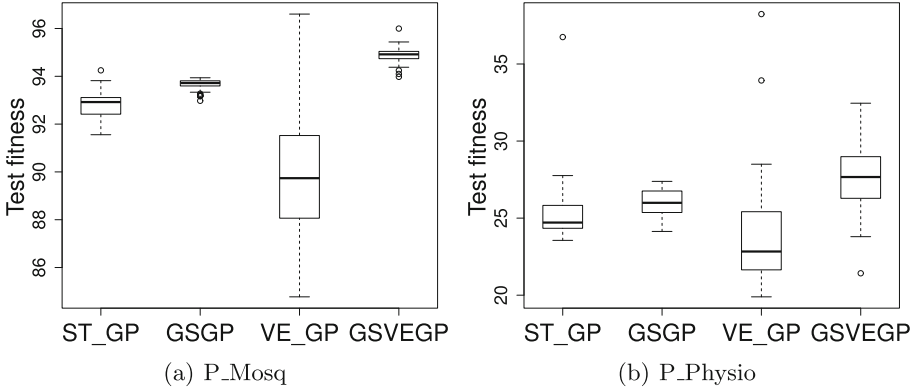 Test fitness
96
94
92
90
88
86
ST_GP GSGP VE_GP GSVEGP
(a) P_Mosq
Test fitness
35
30
25
20
ST_GP GSGP VE_GP GSVEGP
(b) P_Physio